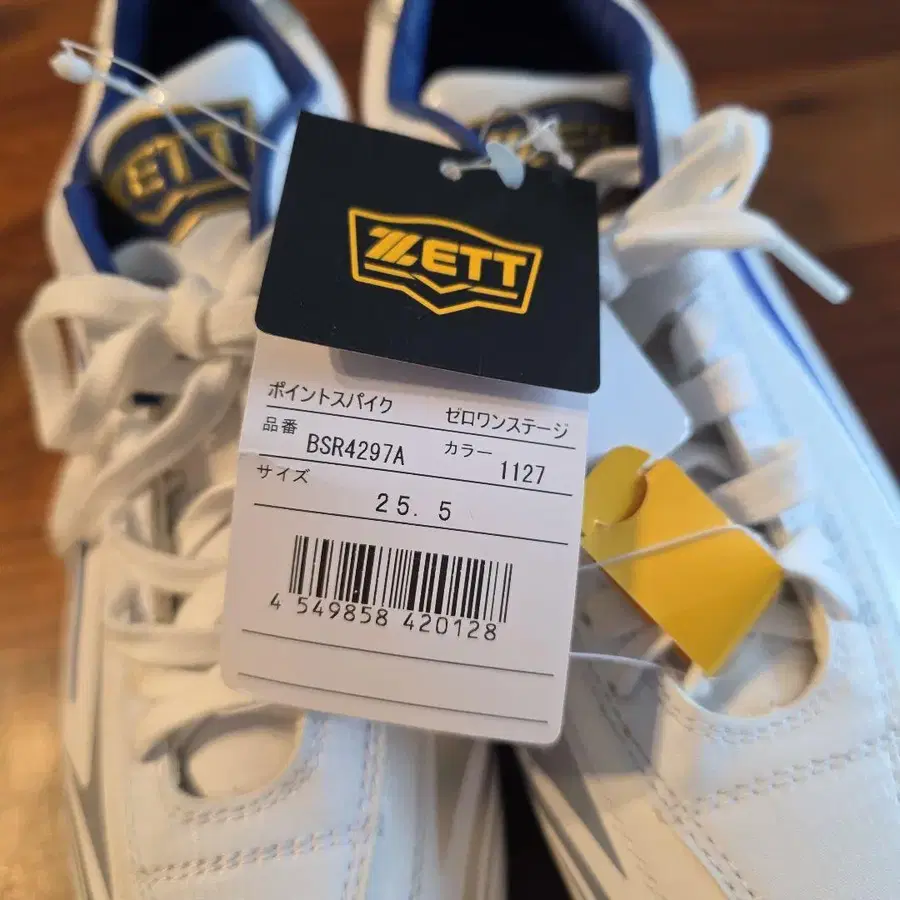 ZETT
ZETT
ポイントスパイク ゼロワンステージ
品番 BSR4297A カラー 1127
サイズ
25.5
4 549858 420128